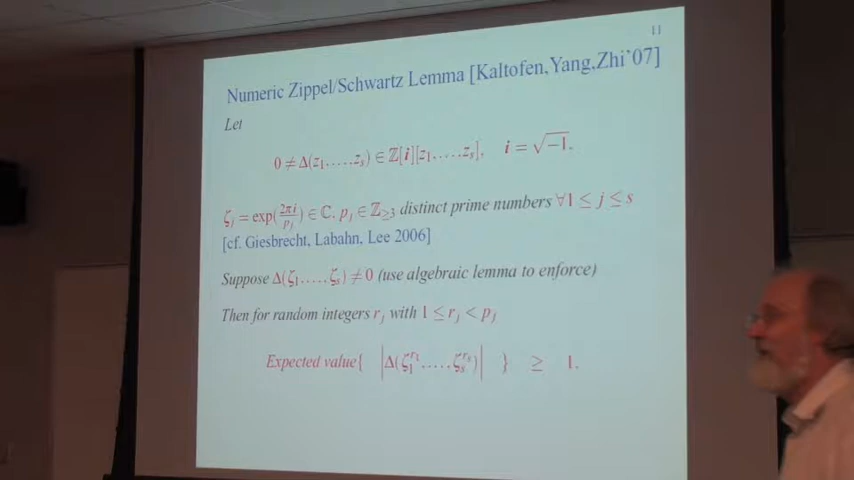 11
Numeric Zippel/Schwartz Lemma [Kaltofen,Yang,Zhi'07]
Let
0 ≠ Δ(z₁,…,zₛ) ∈ ℤ[i][z₁,…,zₛ], i = √−1.
ζⱼ = exp(2πi/pⱼ) ∈ ℂ, pⱼ ∈ ℤ≥3 distinct prime numbers ∀1 ≤ j ≤ s
[cf. Giesbrecht, Labahn, Lee 2006]
Suppose Δ(ζ₁,…,ζₛ) ≠ 0 (use algebraic lemma to enforce)
Then for random integers rⱼ with 1 ≤ rⱼ < pⱼ
Expected value{ |Δ(ζ₁^r₁,…,ζₛ^rₛ)| } ≥ 1.